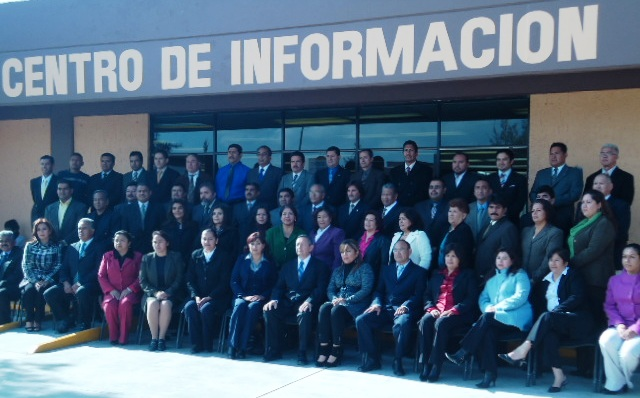 CENTRO DE INFORMACION